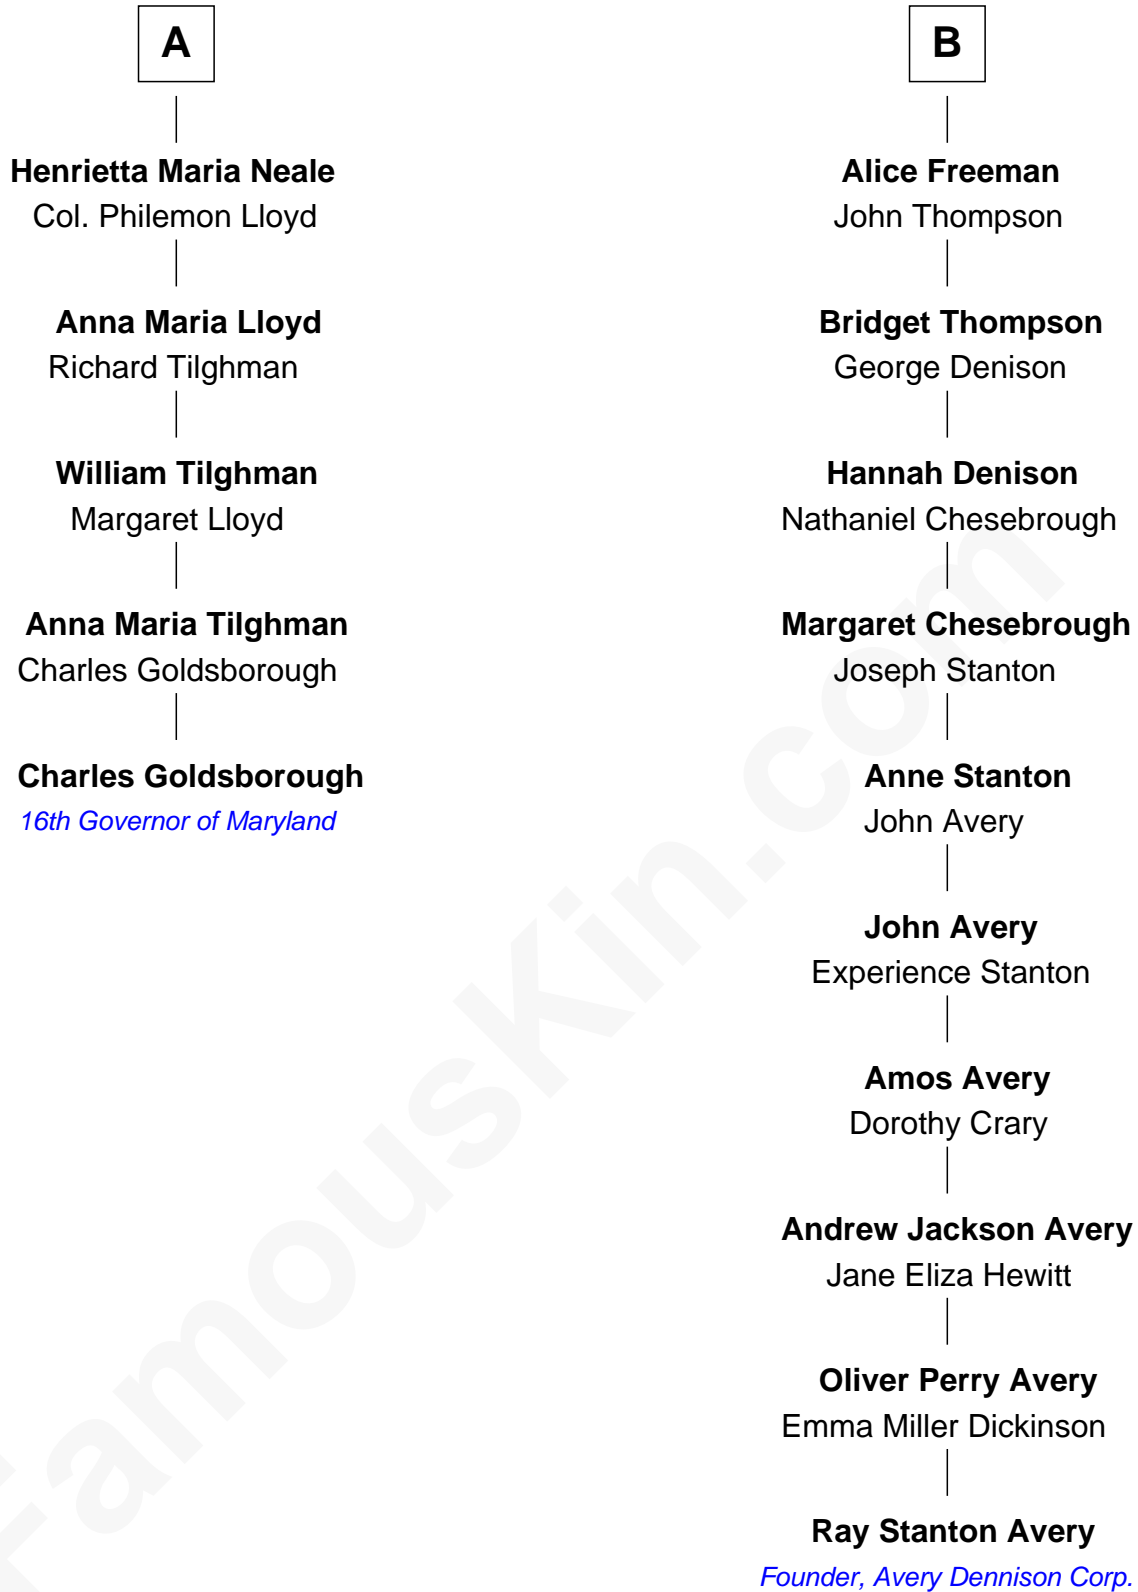 A
Henrietta Maria Neale
Col. Philemon Lloyd
Anna Maria Lloyd
Richard Tilghman
William Tilghman
Margaret Lloyd
Anna Maria Tilghman
Charles Goldsborough
Charles Goldsborough
16th Governor of Maryland
B
Alice Freeman
John Thompson
Bridget Thompson
George Denison
Hannah Denison
Nathaniel Chesebrough
Margaret Chesebrough
Joseph Stanton
Anne Stanton
John Avery
John Avery
Experience Stanton
Amos Avery
Dorothy Crary
Andrew Jackson Avery
Jane Eliza Hewitt
Oliver Perry Avery
Emma Miller Dickinson
Ray Stanton Avery
Founder, Avery Dennison Corp.
FamousKin.com